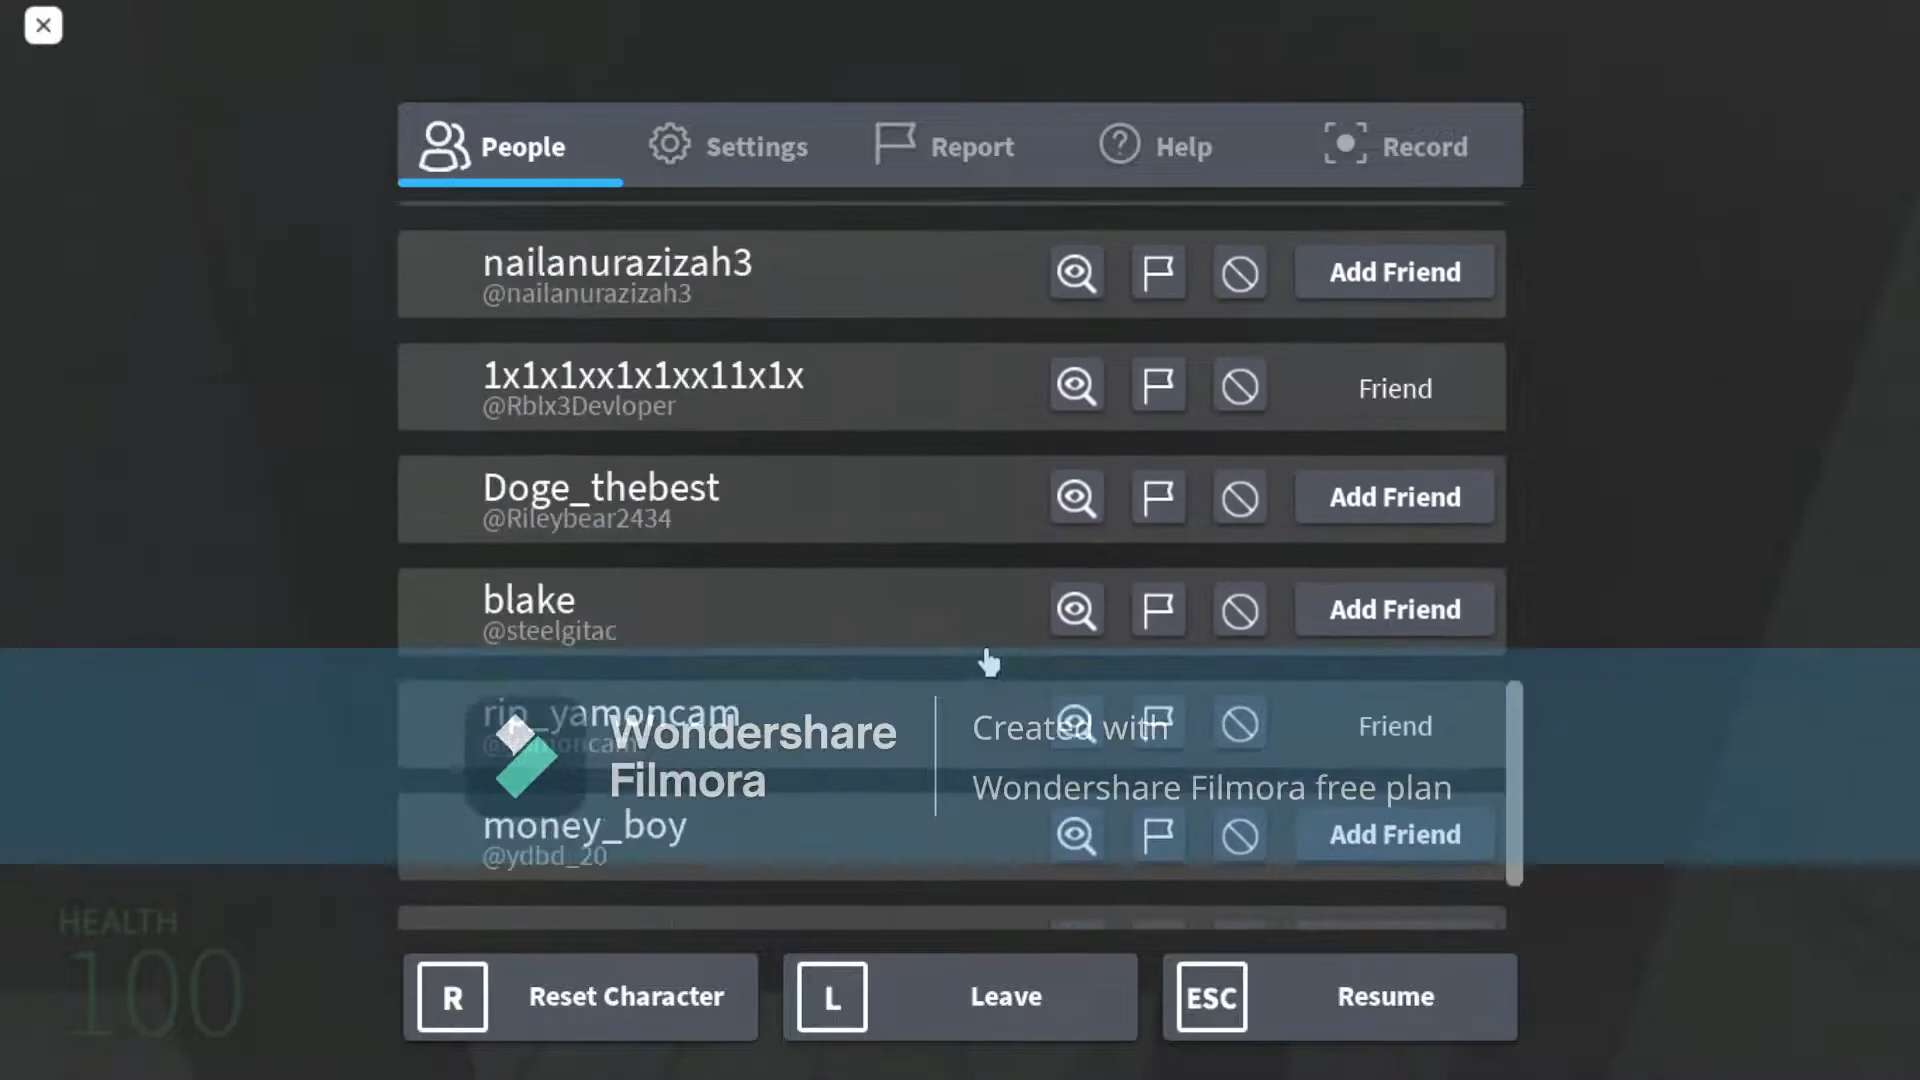 People Settings Report Help Record
nailanurazizah3
@nailanurazizah3
Add Friend
1x1x1xx1x1xx11x1x
@Rblx3Devloper
Friend
Doge_thebest
@Rileybear2434
Add Friend
blake
@steelgitac
Add Friend
rip_yamoncam
Friend
Wondershare
Filmora
Created with
Wondershare Filmora free plan
money_boy
@ydbd_20
Add Friend
HEALTH
100
R Reset Character
L Leave
ESC Resume